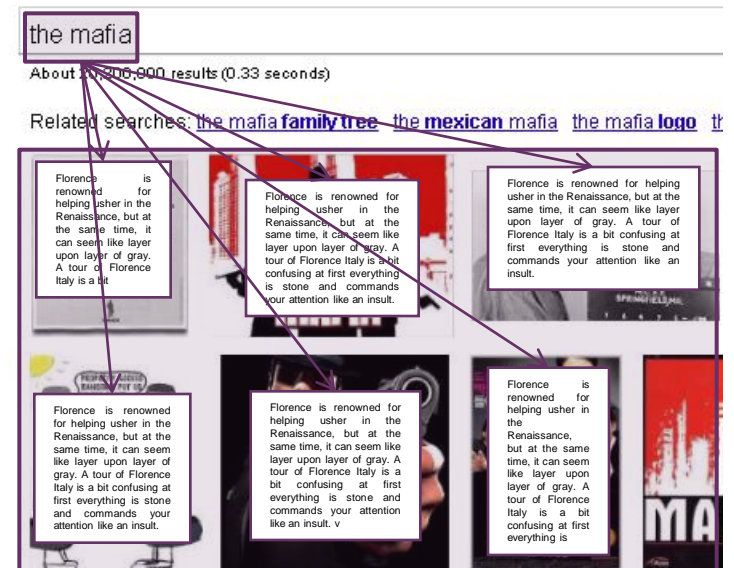 the mafia
About 20,300,000 results (0.33 seconds)
Related searches: the mafia family tree the mexican mafia the mafia logo th
Florence is
renowned for
helping usher in the
Renaissance, but at
the same time, it
can seem like layer
upon layer of gray.
A tour of Florence
Italy is a bit
Florence is renowned for
helping usher in the
Renaissance, but at the
same time, it can seem like
layer upon layer of gray. A
tour of Florence Italy is a bit
confusing at first everything
is stone and commands
your attention like an insult.
Florence is renowned for helping
usher in the Renaissance, but at the
same time, it can seem like layer
upon layer of gray. A tour of
Florence Italy is a bit confusing at
first everything is stone and
commands your attention like an
insult.
SPRINGFIELD, MO.
Florence is renowned
for helping usher in the
Renaissance, but at the
same time, it can seem
like layer upon layer of
gray. A tour of Florence
Italy is a bit confusing at
first everything is stone
and commands your
attention like an insult.
Florence is renowned for
helping usher in the
Renaissance, but at the
same time, it can seem like
layer upon layer of gray. A
tour of Florence Italy is a
bit confusing at first
everything is stone and
commands your attention
like an insult. v
Florence is
renowned for
helping usher in
the
Renaissance,
but at the same
time, it can seem
like layer upon
layer of gray. A
tour of Florence
Italy is a bit
confusing at first
everything is
MA